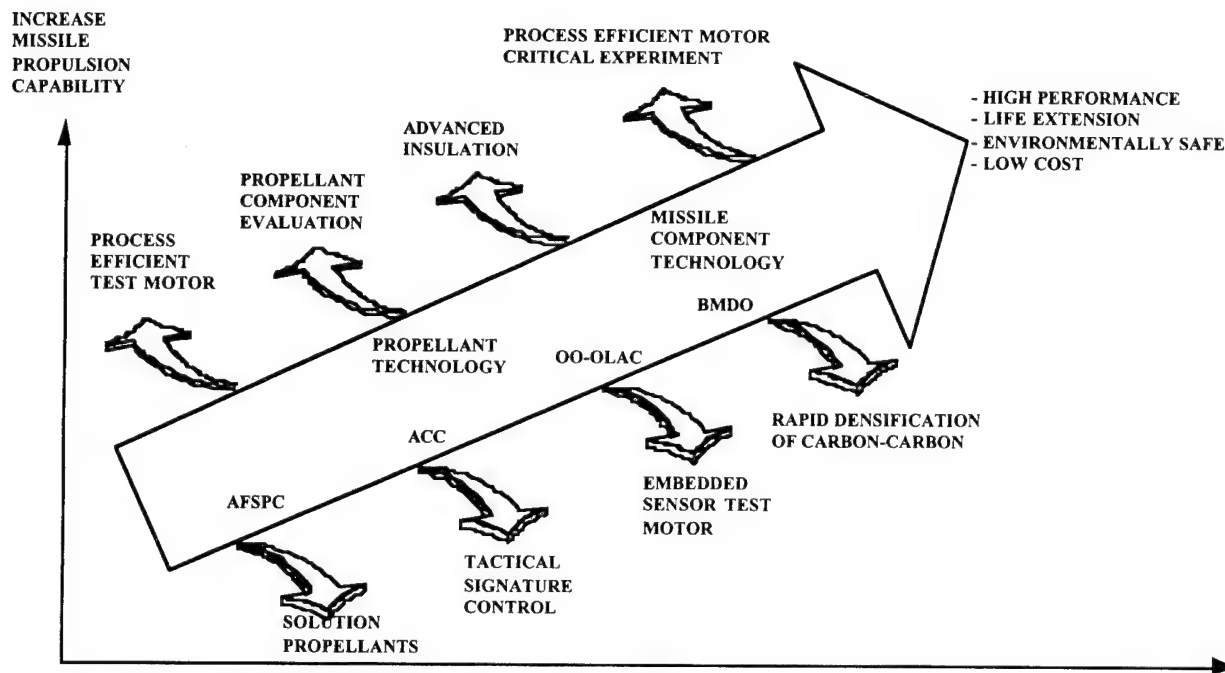 INCREASE
MISSILE
PROPULSION
CAPABILITY
PROCESS EFFICIENT MOTOR
CRITICAL EXPERIMENT
- HIGH PERFORMANCE
- LIFE EXTENSION
- ENVIRONMENTALLY SAFE
- LOW COST
ADVANCED
INSULATION
PROPELLANT
COMPONENT
EVALUATION
PROCESS
EFFICIENT
TEST MOTOR
MISSILE
COMPONENT
TECHNOLOGY
BMDO
PROPELLANT
TECHNOLOGY
OO-OLAC
ACC
AFSPC
RAPID DENSIFICATION
OF CARBON-CARBON
EMBEDDED
SENSOR TEST
MOTOR
TACTICAL
SIGNATURE
CONTROL
SOLUTION
PROPELLANTS